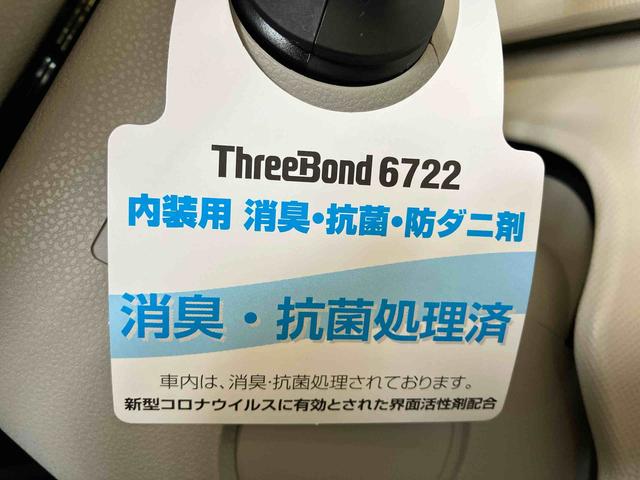 ThreeBond 6722
内装用 消臭・抗菌・防ダニ剤
消臭・抗菌処理済
車内は、消臭・抗菌処理されております。
新型コロナウイルスに有効とされた界面活性剤配合